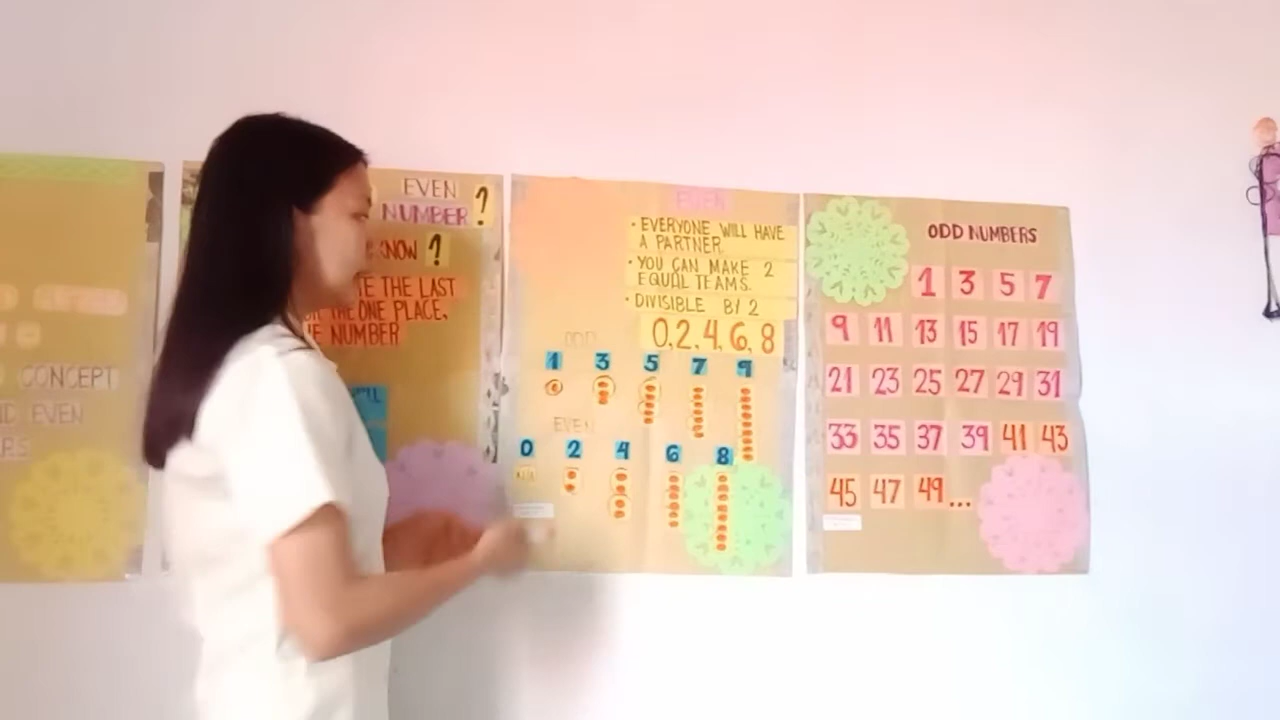 CONCEPT
EVEN
EVEN
NUMBER?
KNOW?
THE LAST
THE ONE PLACE,
NUMBER
EVEN
• EVERYONE WILL HAVE
A PARTNER
• YOU CAN MAKE 2
EQUAL TEAMS.
• DIVISIBLE BY 2
0, 2, 4, 6, 8
ODD
1 3 5 7 9
EVEN
0 2 4 6 8
ODD NUMBERS
1 3 5 7
9 11 13 15 17 19
21 23 25 27 29 31
33 35 37 39 41 43
45 47 49...